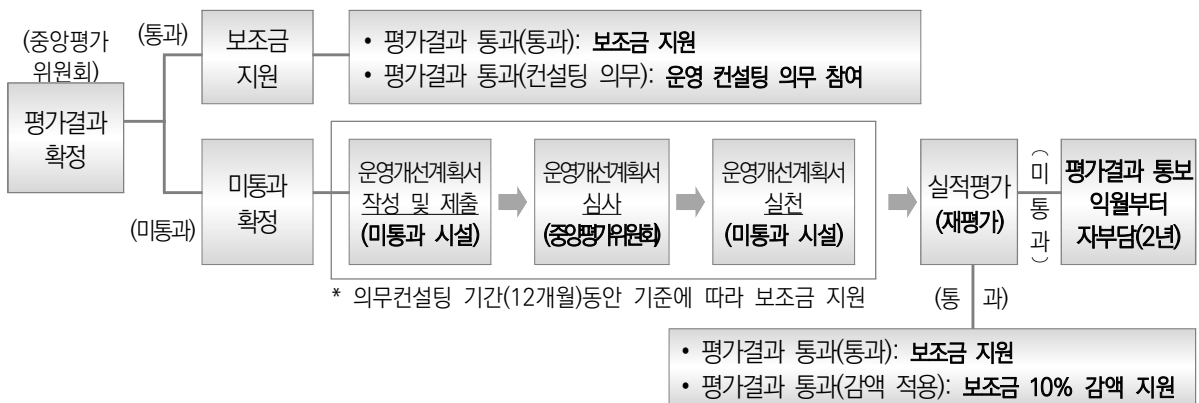 (중앙평가
위원회)
평가결과
확정
(통과)
보조금
지원
• 평가결과 통과(통과): 보조금 지원
• 평가결과 통과(컨설팅 의무): 운영 컨설팅 의무 참여
(미통과)
미통과
확정
운영개선계획서
작성 및 제출
(미통과 시설)
운영개선계획서
심사
(중앙평가위원회)
운영개선계획서
실천
(미통과 시설)
* 의무컨설팅 기간(12개월)동안 기준에 따라 보조금 지원
실적평가
(재평가)
(미통과)
평가결과 통보
익월부터
자부담(2년)
(통 과)
• 평가결과 통과(통과): 보조금 지원
• 평가결과 통과(감액 적용): 보조금 10% 감액 지원